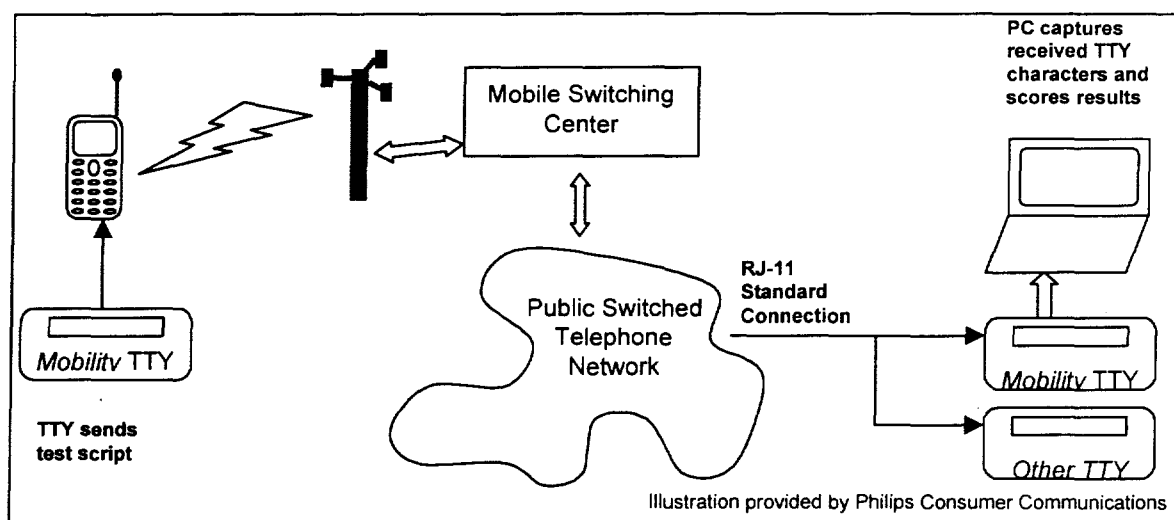 PC captures
received TTY
characters and
scores results
Mobile Switching
Center
RJ-11
Standard
Connection
Public Switched
Telephone
Network
Mobility TTY
TTY sends
test script
Mobility TTY
Other TTY
Illustration provided by Philips Consumer Communications